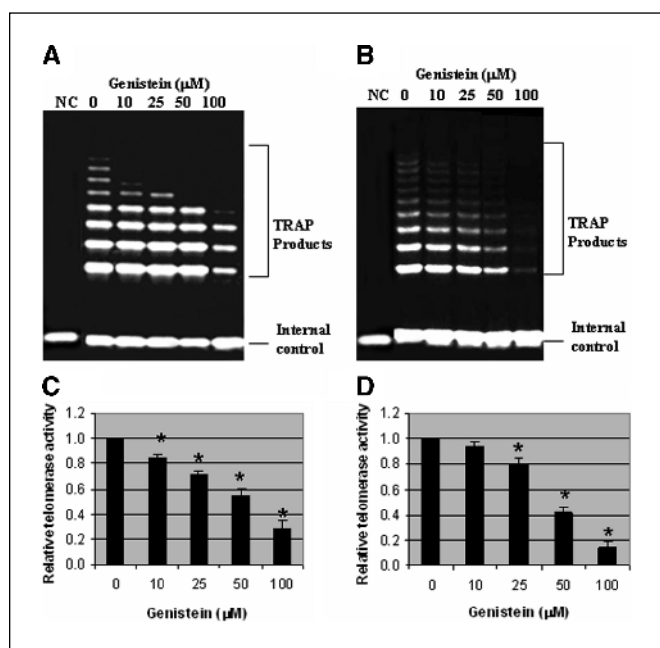 A
Genistein (μM)
NC 0 10 25 50 100
TRAP
Products
Internal
control
B
Genistein (μM)
NC 0 10 25 50 100
TRAP
Products
Internal
control
C
Relative telomerase activity
1.2
1.0
0.8
0.6
0.4
0.2
0.0
* * * *
0 10 25 50 100
Genistein (μM)
D
Relative telomerase activity
1.2
1.0
0.8
0.6
0.4
0.2
0.0
* * *
0 10 25 50 100
Genistein (μM)